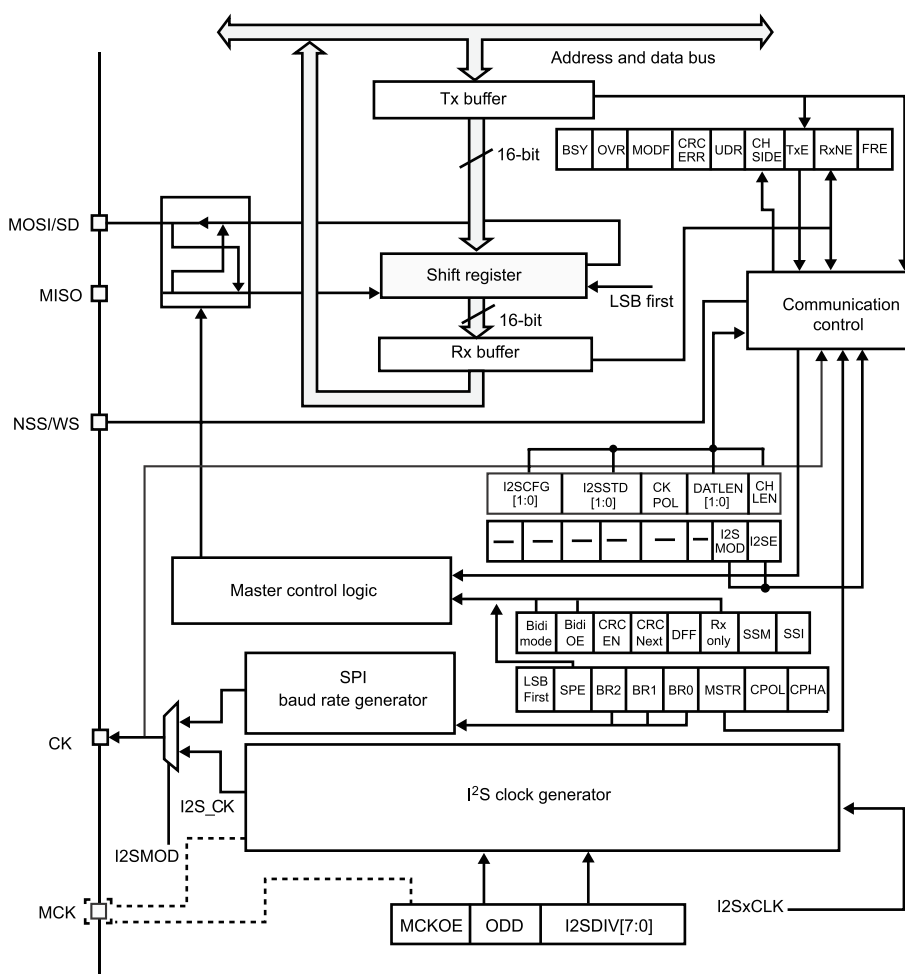 Address and data bus
Tx buffer
16-bit
BSY OVR MODF CRC ERR UDR CH SIDE TxE RxNE FRE
MOSI/SD
Shift register
MISO
LSB first
Communication
control
16-bit
Rx buffer
NSS/WS
I2SCFG [1:0] I2SSTD [1:0] CK POL DATLEN [1:0] CH LEN
I2S MOD I2SE
Master control logic
Bidi mode Bidi OE CRC EN CRC Next DFF Rx only SSM SSI
SPI
baud rate generator
LSB First SPE BR2 BR1 BR0 MSTR CPOL CPHA
CK
I2S_CK
I²S clock generator
I2SMOD
MCK
MCKOE ODD I2SDIV[7:0]
I2SxCLK